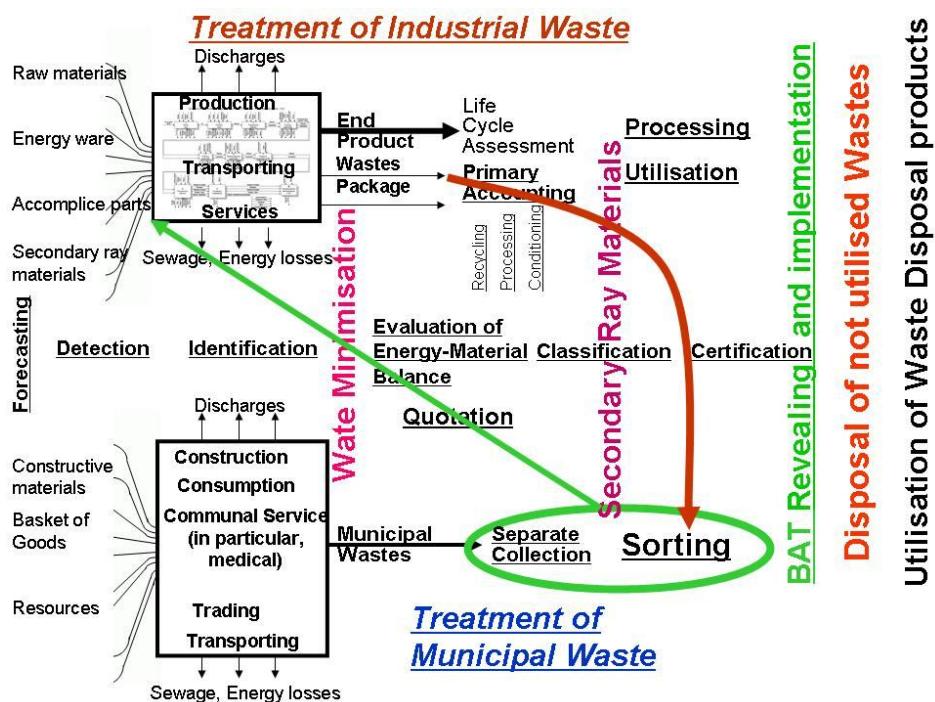 Treatment of Industrial Waste
Discharges
Raw materials
Energy ware
Accomplice parts
Secondary ray
materials
Production
Transporting
Services
Sewage, Energy losses
End
Product
Wastes
Package
Life
Cycle
Assessment
Primary
Accounting
Recycling
Processing
Conditioning
Processing
Utilisation
Wate Minimisation
Secondary Ray Materials
BAT Revealing and implementation
Disposal of not utilised Wastes
Utilisation of Waste Disposal products
Forecasting
Detection
Identification
Evaluation of
Energy-Material
Balance
Classification
Certification
Quotation
Discharges
Constructive
materials
Basket of
Goods
Resources
Construction
Consumption
Communal Service
(in particular,
medical)
Trading
Transporting
Sewage, Energy losses
Municipal
Wastes
Separate
Collection
Sorting
Treatment of
Municipal Waste